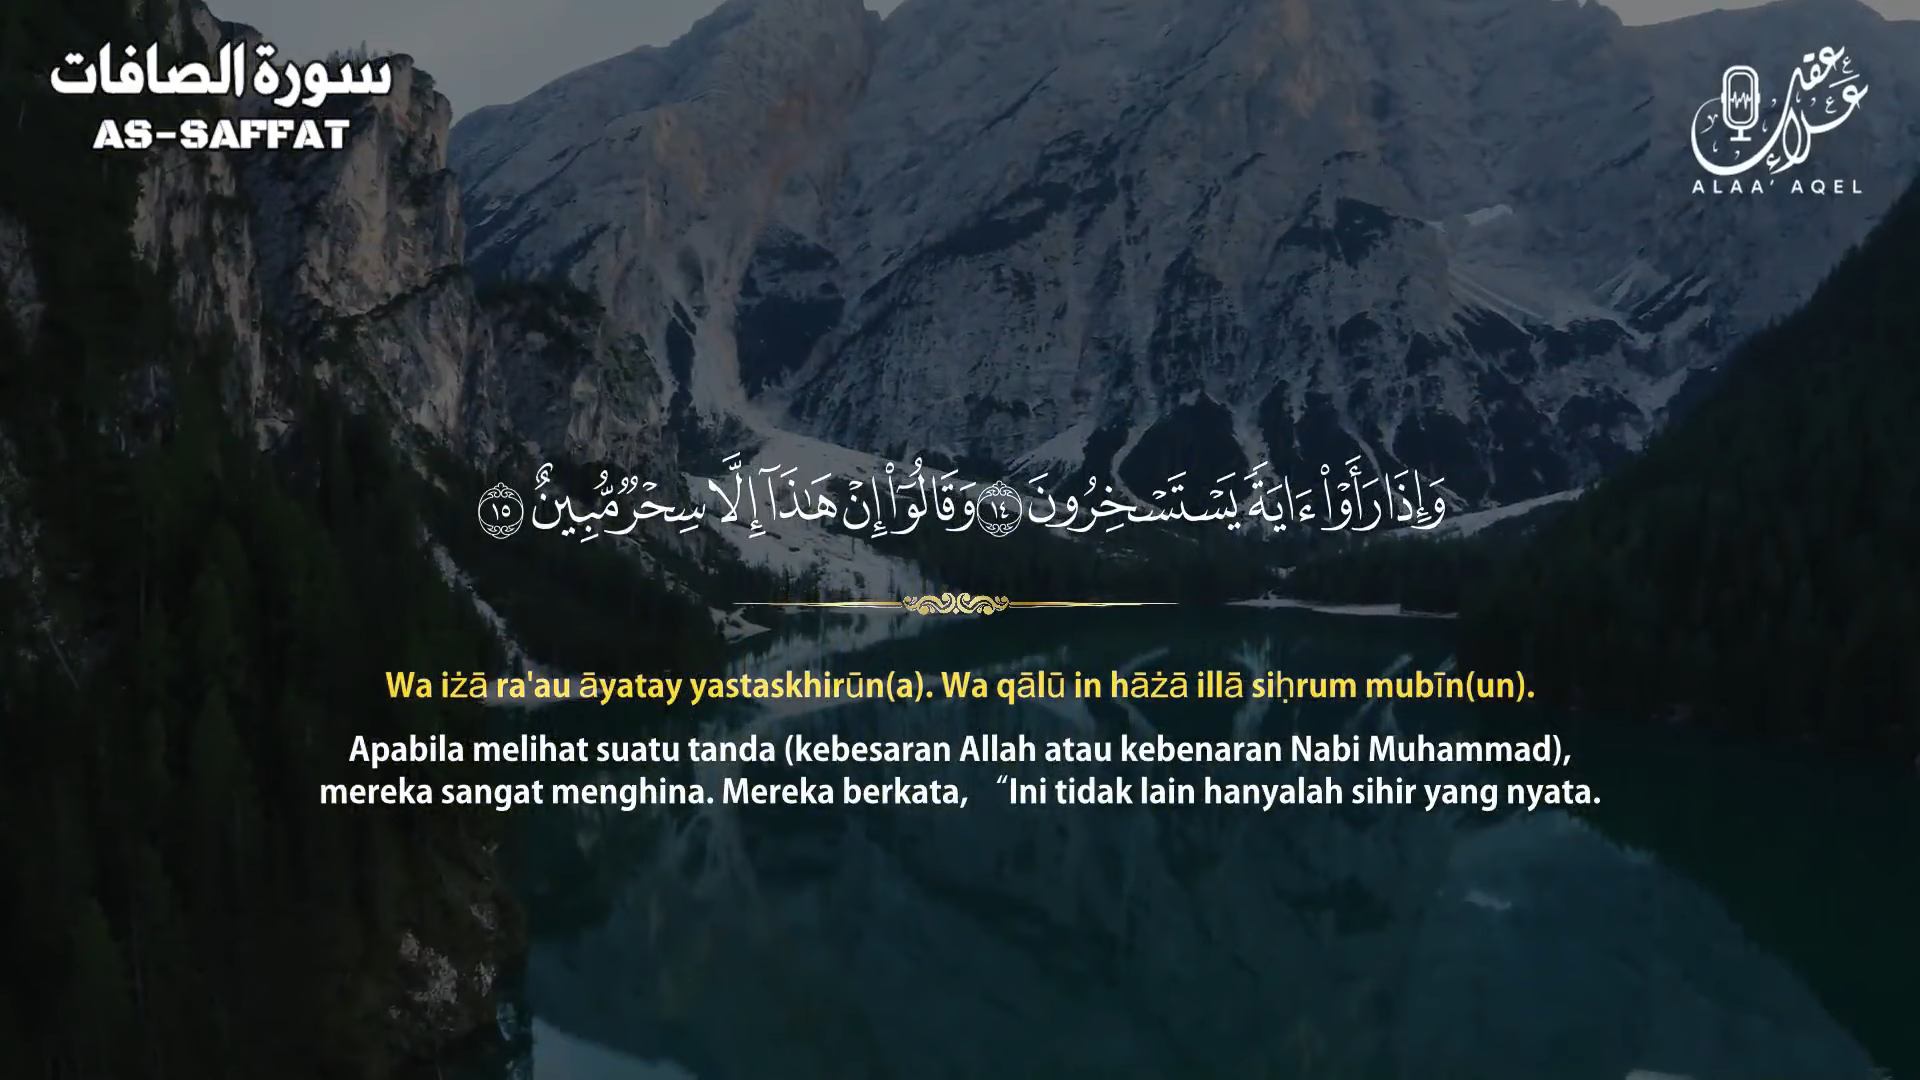 سورة الصافات
AS-SAFFAT
علاء عقل
ALAA' AQEL
وَإِذَا رَأَوْا۟ ءَايَةً يَسْتَسْخِرُونَ ١٤ وَقَالُوٓا۟ إِنْ هَـٰذَآ إِلَّا سِحْرٌ مُّبِينٌ ١٥
Wa iżā ra'au āyatay yastaskhirūn(a). Wa qālū in hāżā illā siḥrum mubīn(un).
Apabila melihat suatu tanda (kebesaran Allah atau kebenaran Nabi Muhammad),
mereka sangat menghina. Mereka berkata, “Ini tidak lain hanyalah sihir yang nyata.